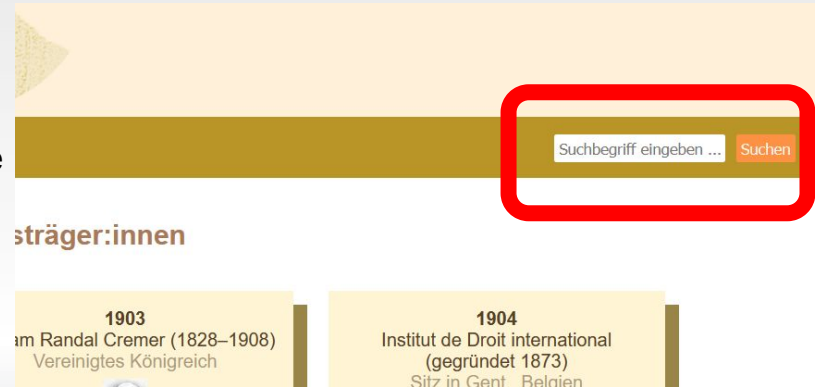 Suchbegriff eingeben ... Suchen
sträger:innen
1903
am Randal Cremer (1828–1908)
Vereinigtes Königreich
1904
Institut de Droit international
(gegründet 1873)
Sitz in Gent, Belgien